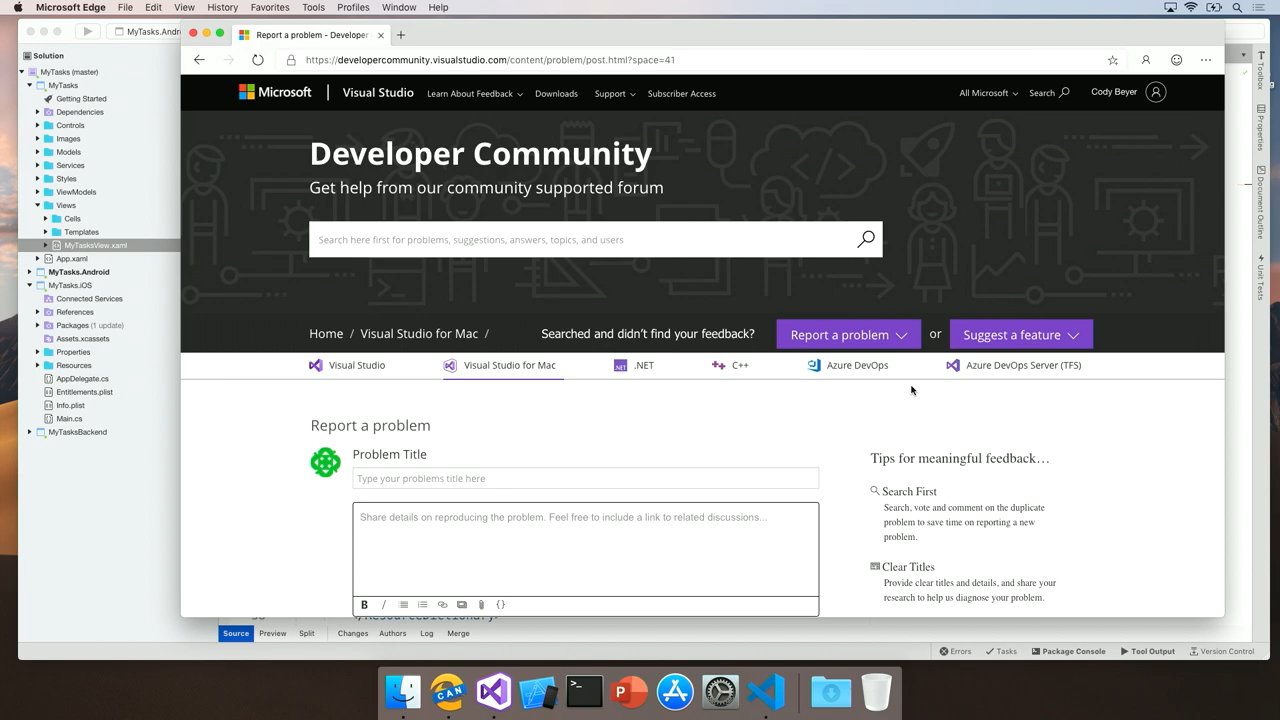 Microsoft Edge File Edit View History Favorites Tools Profiles Window Help
MyTasks.Andr
Report a problem - Developer
https://developercommunity.visualstudio.com/content/problem/post.html?space=41
Microsoft
Visual Studio
Learn About Feedback
Downloads
Support
Subscriber Access
All Microsoft
Search
Cody Beyer
Developer Community
Get help from our community supported forum
Search here first for problems, suggestions, answers, topics, and users
Home / Visual Studio for Mac /
Searched and didn't find your feedback?
Report a problem
or
Suggest a feature
Visual Studio
Visual Studio for Mac
.NET
C++
Azure DevOps
Azure DevOps Server (TFS)
Report a problem
Problem Title
Type your problems title here
Share details on reproducing the problem. Feel free to include a link to related discussions...
B I
Tips for meaningful feedback…
Search First
Search, vote and comment on the duplicate
problem to save time on reporting a new
problem.
Clear Titles
Provide clear titles and details, and share your
research to help us diagnose your problem.
Solution
MyTasks (master)
MyTasks
Getting Started
Dependencies
Controls
Images
Models
Services
Styles
ViewModels
Views
Cells
Templates
MyTasksView.xaml
App.xaml
MyTasks.Android
MyTasks.iOS
Connected Services
References
Packages (1 update)
Assets.xcassets
Properties
Resources
AppDelegate.cs
Entitlements.plist
Info.plist
Main.cs
MyTasksBackend
Toolbox
Properties
Document Outline
Unit Tests
Source Preview Split Changes Authors Log Merge
Errors Tasks Package Console Tool Output Version Control
CAN